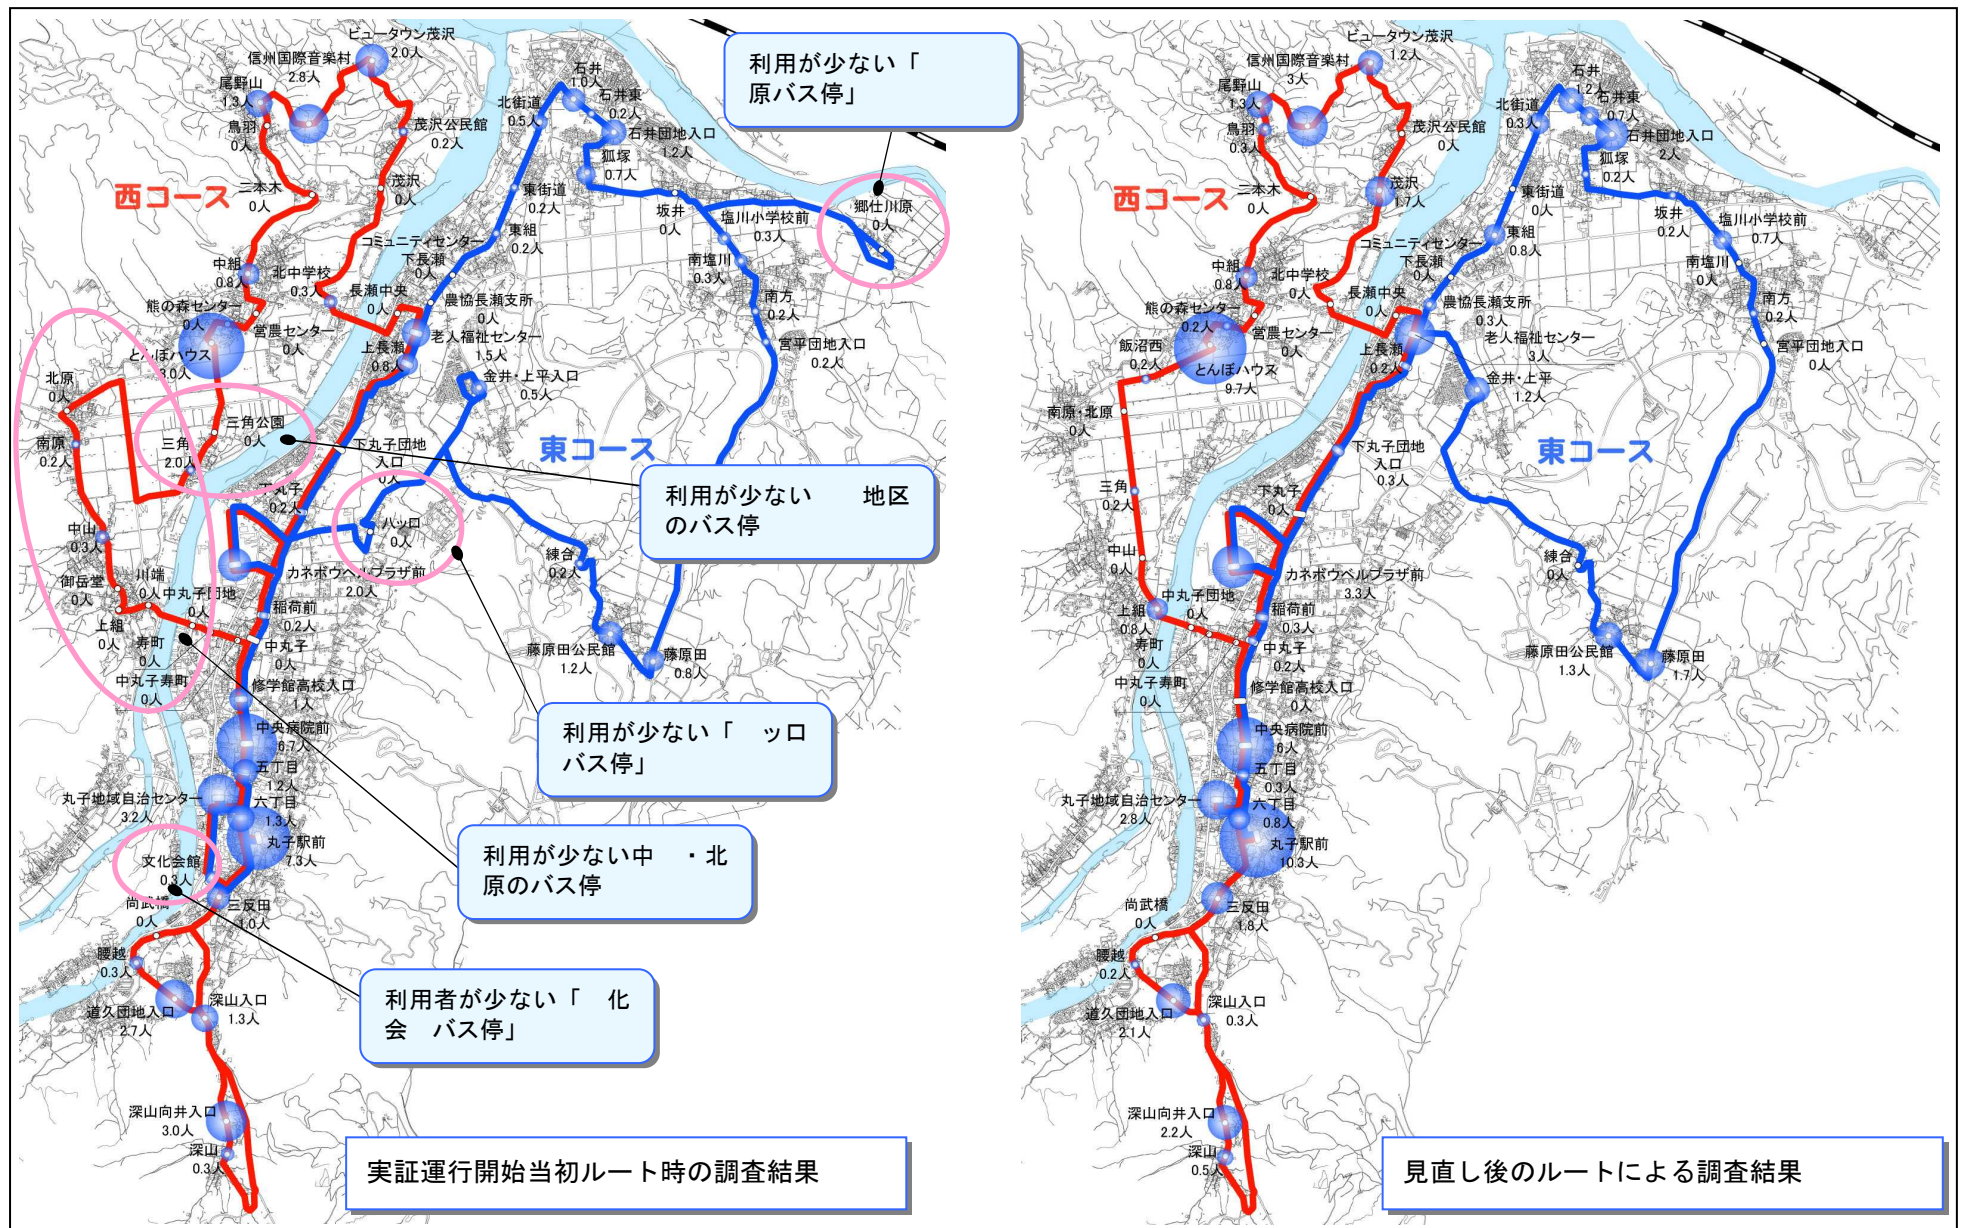 ビュータウン茂沢
2.0人
信州国際音楽村
2.8人
尾野山
1.3人
鳥羽
0人
茂沢公民館
0.2人
二本木
0人
茂沢
0人
西コース
中組
0.8人
北中学校
0.3人
熊の森センター
0人
営農センター
0人
とんぼハウス
8.0人
長瀬中央
0人
コミュニティセンター
下長瀬
0人
農協長瀬支所
0人
老人福祉センター
1.5人
上長瀬
0.8人
金井・上平入口
0.5人
石井
1.0人
石井東
0.2人
石井団地入口
1.2人
北街道
0.5人
狐塚
0.7人
東街道
0.2人
東組
0.2人
坂井
0人
塩川小学校前
0.3人
南塩川
0.3人
南方
0.2人
宮平団地入口
0.2人
郷仕川原
0人
利用が少ない「
原バス停」
北原
0人
南原
0.2人
三角公園
0人
三角
2.0人
中山
0.3人
御岳堂
0人
川端
0人
上組
0人
中丸子団地
0人
寿町
0人
中丸子寿町
0人
下丸子団地
入口
0人
下丸子
0.2人
八ッ口
0人
カネボウベルプラザ前
2.0人
稲荷前
0.2人
中丸子
0人
修学館高校入口
1人
中央病院前
6.7人
五丁目
1.2人
六丁目
1.3人
丸子地域自治センター
3.2人
丸子駅前
7.3人
文化会館
0.3人
尚武橋
0人
三反田
1.0人
腰越
0.3人
道久団地入口
2.7人
深山入口
1.3人
深山向井入口
3.0人
深山
0.3人
東コース
練合
0.2人
藤原田公民館
1.2人
藤原田
0.8人
利用が少ない　　地区
のバス停
利用が少ない「　ッロ
バス停」
利用が少ない中　・北
原のバス停
利用者が少ない「　化
会　バス停」
実証運行開始当初ルート時の調査結果
ビュータウン茂沢
1.2人
信州国際音楽村
3人
尾野山
1.3人
鳥羽
0.3人
茂沢公民館
0人
二本木
0人
茂沢
1.7人
西コース
中組
0.8人
北中学校
0人
熊の森センター
0.2人
営農センター
0人
飯沼西
0.2人
とんぼハウス
9.7人
南原・北原
0人
三角
0.2人
中山
0人
上組
0.8人
中丸子団地
0人
寿町
0人
中丸子寿町
0人
長瀬中央
0人
コミュニティセンター
下長瀬
0人
農協長瀬支所
0.3人
老人福祉センター
3人
上長瀬
0.2人
金井・上平
1.2人
石井
1.2人
石井東
0.7人
石井団地入口
2人
北街道
0.3人
狐塚
0.2人
東街道
0人
東組
0.8人
坂井
0.2人
塩川小学校前
0.7人
南塩川
0人
南方
0.2人
宮平団地入口
0人
東コース
下丸子団地
入口
0.3人
下丸子
0人
カネボウベルプラザ前
3.3人
稲荷前
0.3人
中丸子
0.2人
修学館高校入口
0人
中央病院前
6人
五丁目
0.3人
六丁目
0.8人
丸子地域自治センター
2.8人
丸子駅前
10.3人
尚武橋
0人
三反田
1.8人
腰越
0.2人
道久団地入口
2.1人
深山入口
0.3人
深山向井入口
2.2人
深山
0.5人
練合
0人
藤原田公民館
1.3人
藤原田
1.7人
見直し後のルートによる調査結果